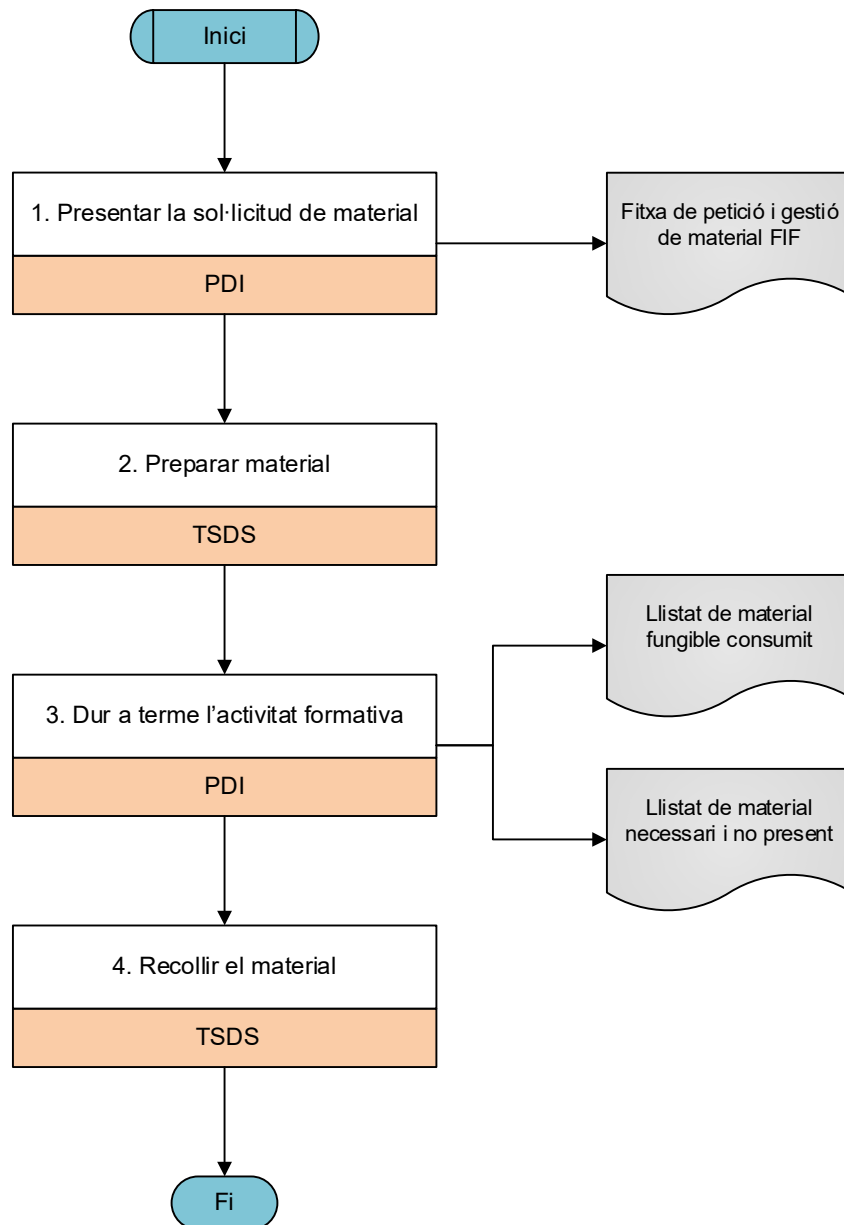 Inici
1. Presentar la sol·licitud de material
PDI
Fitxa de petició i gestió
de material FIF
2. Preparar material
TSDS
Llistat de material
fungible consumit
3. Dur a terme l’activitat formativa
PDI
Llistat de material
necessari i no present
4. Recollir el material
TSDS
Fi